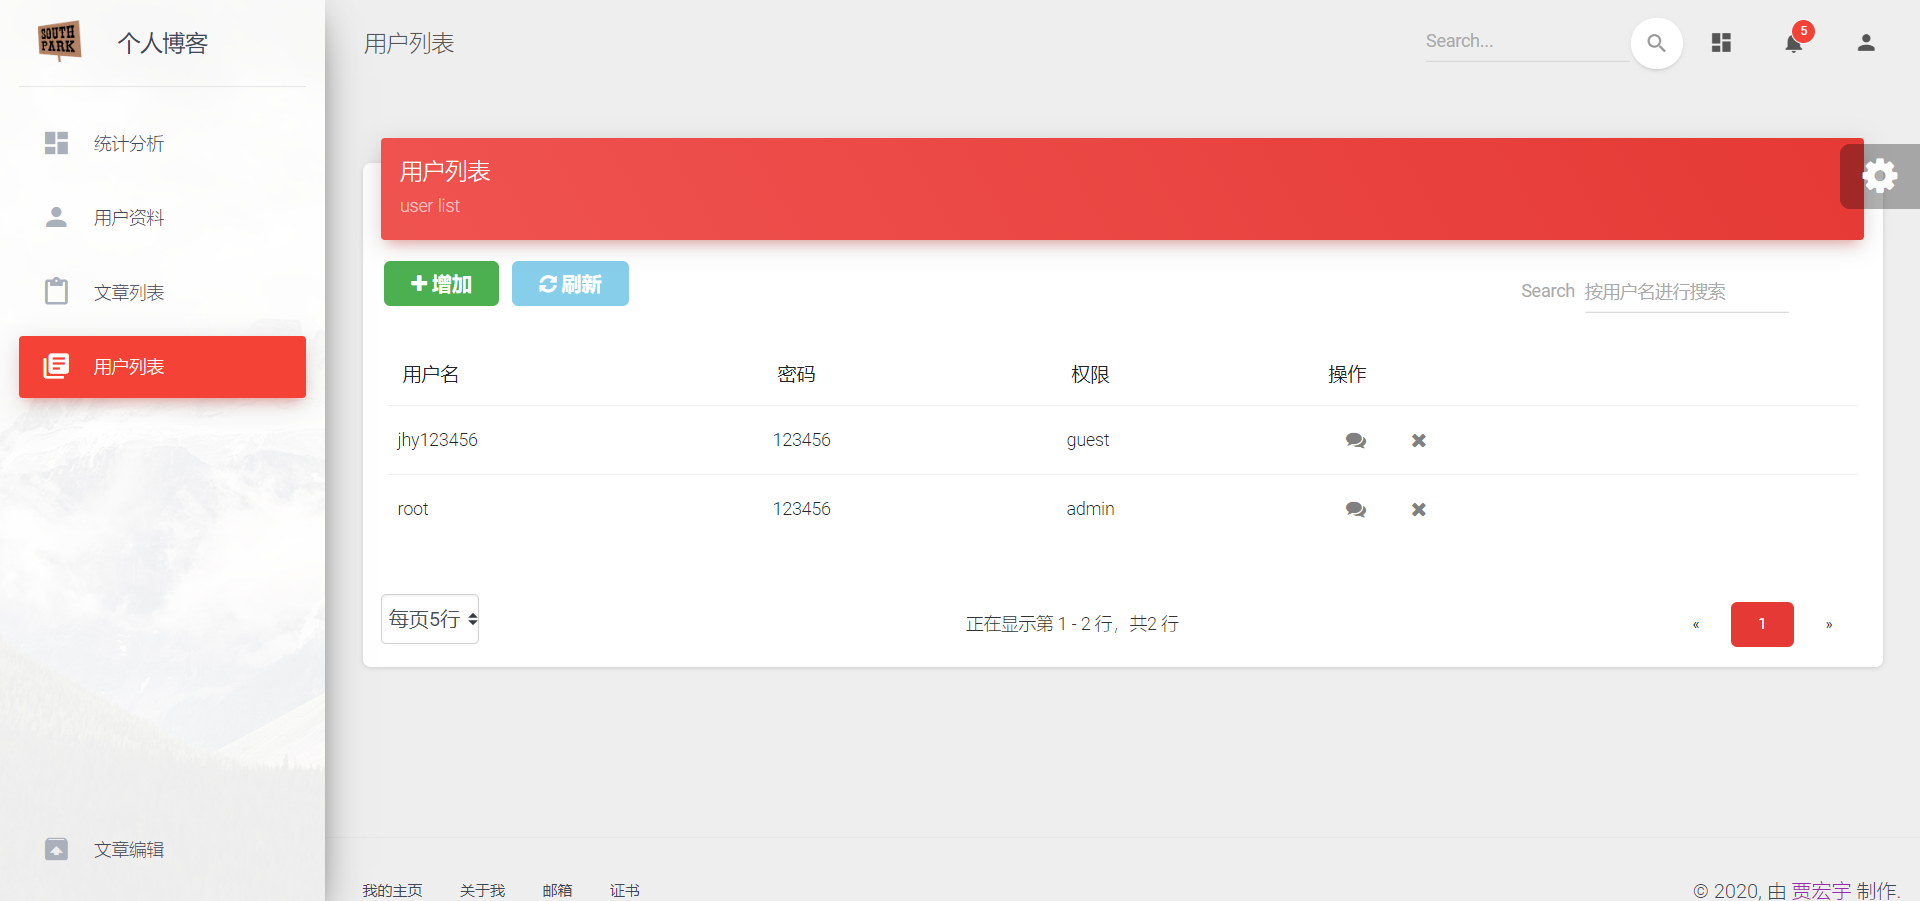 SOUTH
PARK
个人博客
用户列表
Search...
5
统计分析
用户资料
文章列表
用户列表
文章编辑
用户列表
user list
增加
刷新
Search 按用户名进行搜索
用户名 密码 权限 操作
jhy123456 123456 guest
root 123456 admin
每页5行
正在显示第 1 - 2 行，共2 行
« 1 »
我的主页 关于我 邮箱 证书
© 2020, 由 贾宏宇 制作.